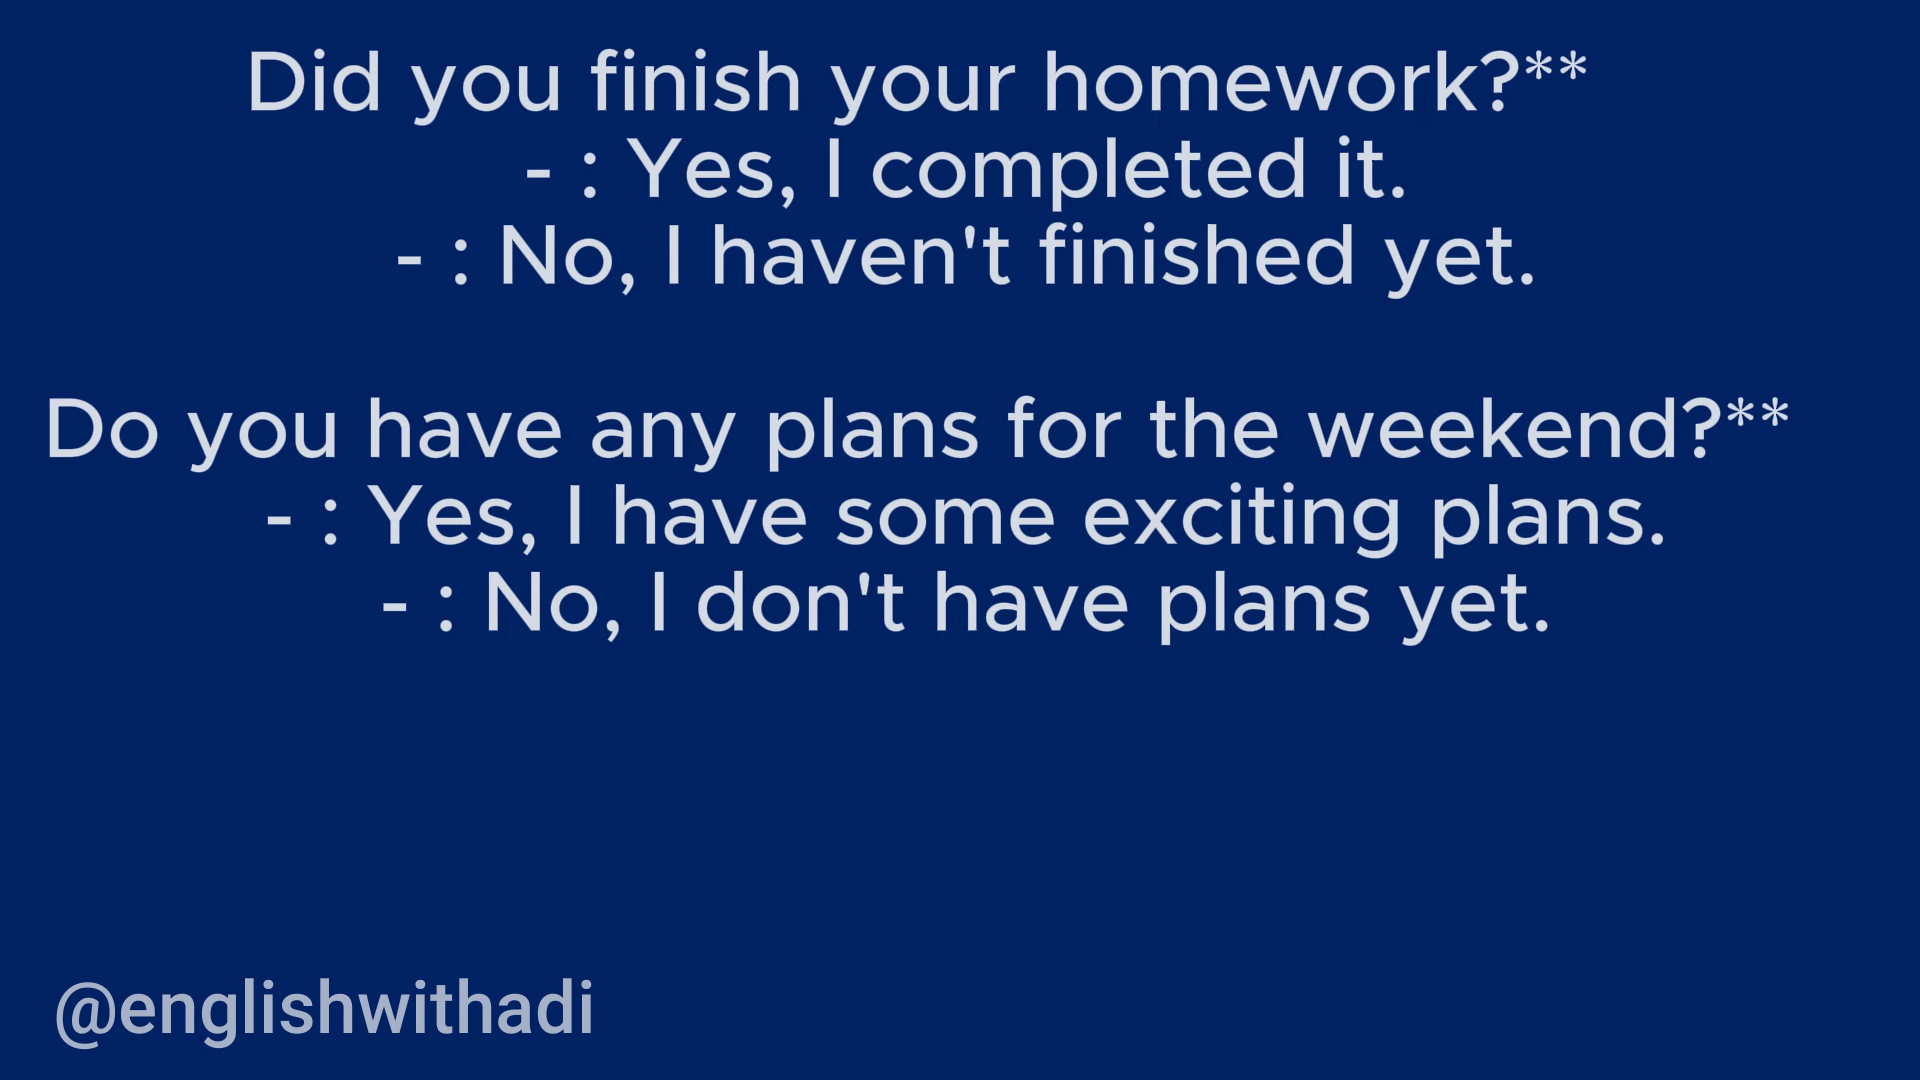 Did you finish your homework?**
- : Yes, I completed it.
- : No, I haven't finished yet.
Do you have any plans for the weekend?**
- : Yes, I have some exciting plans.
- : No, I don't have plans yet.
@englishwithadi